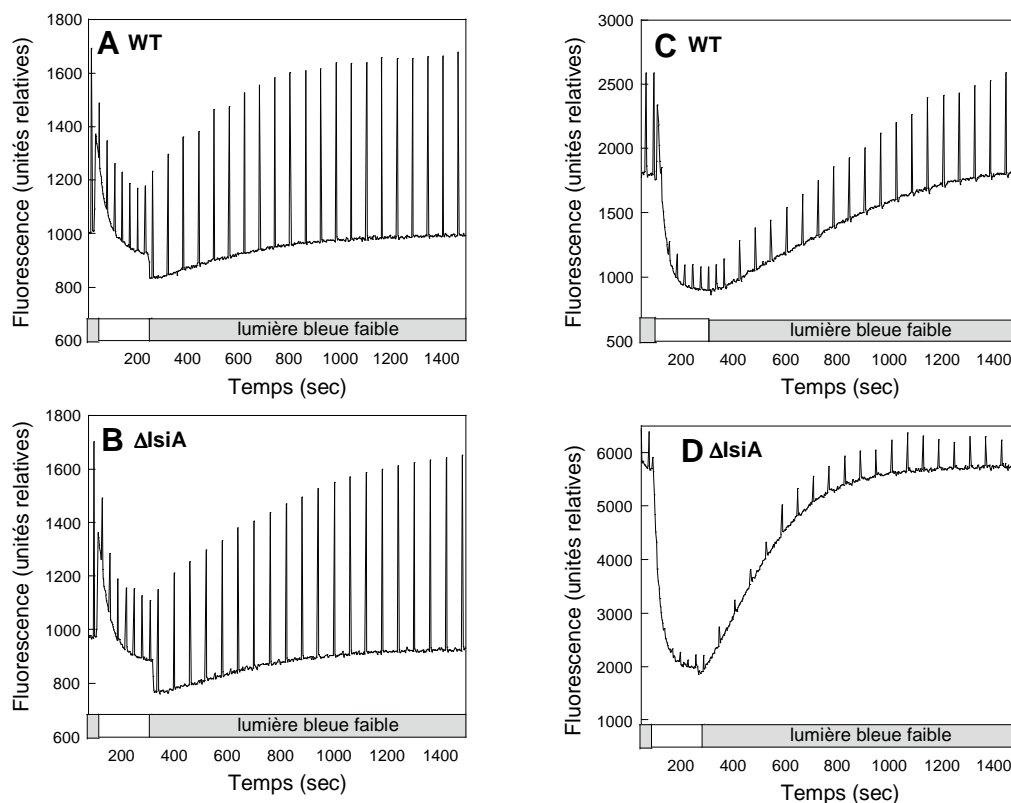 A WT
Fluorescence (unités relatives)
1800
1600
1400
1200
1000
800
600
lumière bleue faible
200 400 600 800 1000 1200 1400
Temps (sec)
C WT
Fluorescence (unités relatives)
3000
2500
2000
1500
1000
500
lumière bleue faible
200 400 600 800 1000 1200 1400
Temps (sec)
B ΔIsiA
Fluorescence (unités relatives)
1800
1600
1400
1200
1000
800
600
lumière bleue faible
200 400 600 800 1000 1200 1400
Temps (sec)
D ΔIsiA
Fluorescence (unités relatives)
6000
5000
4000
3000
2000
1000
lumière bleue faible
200 400 600 800 1000 1200 1400
Temps (sec)